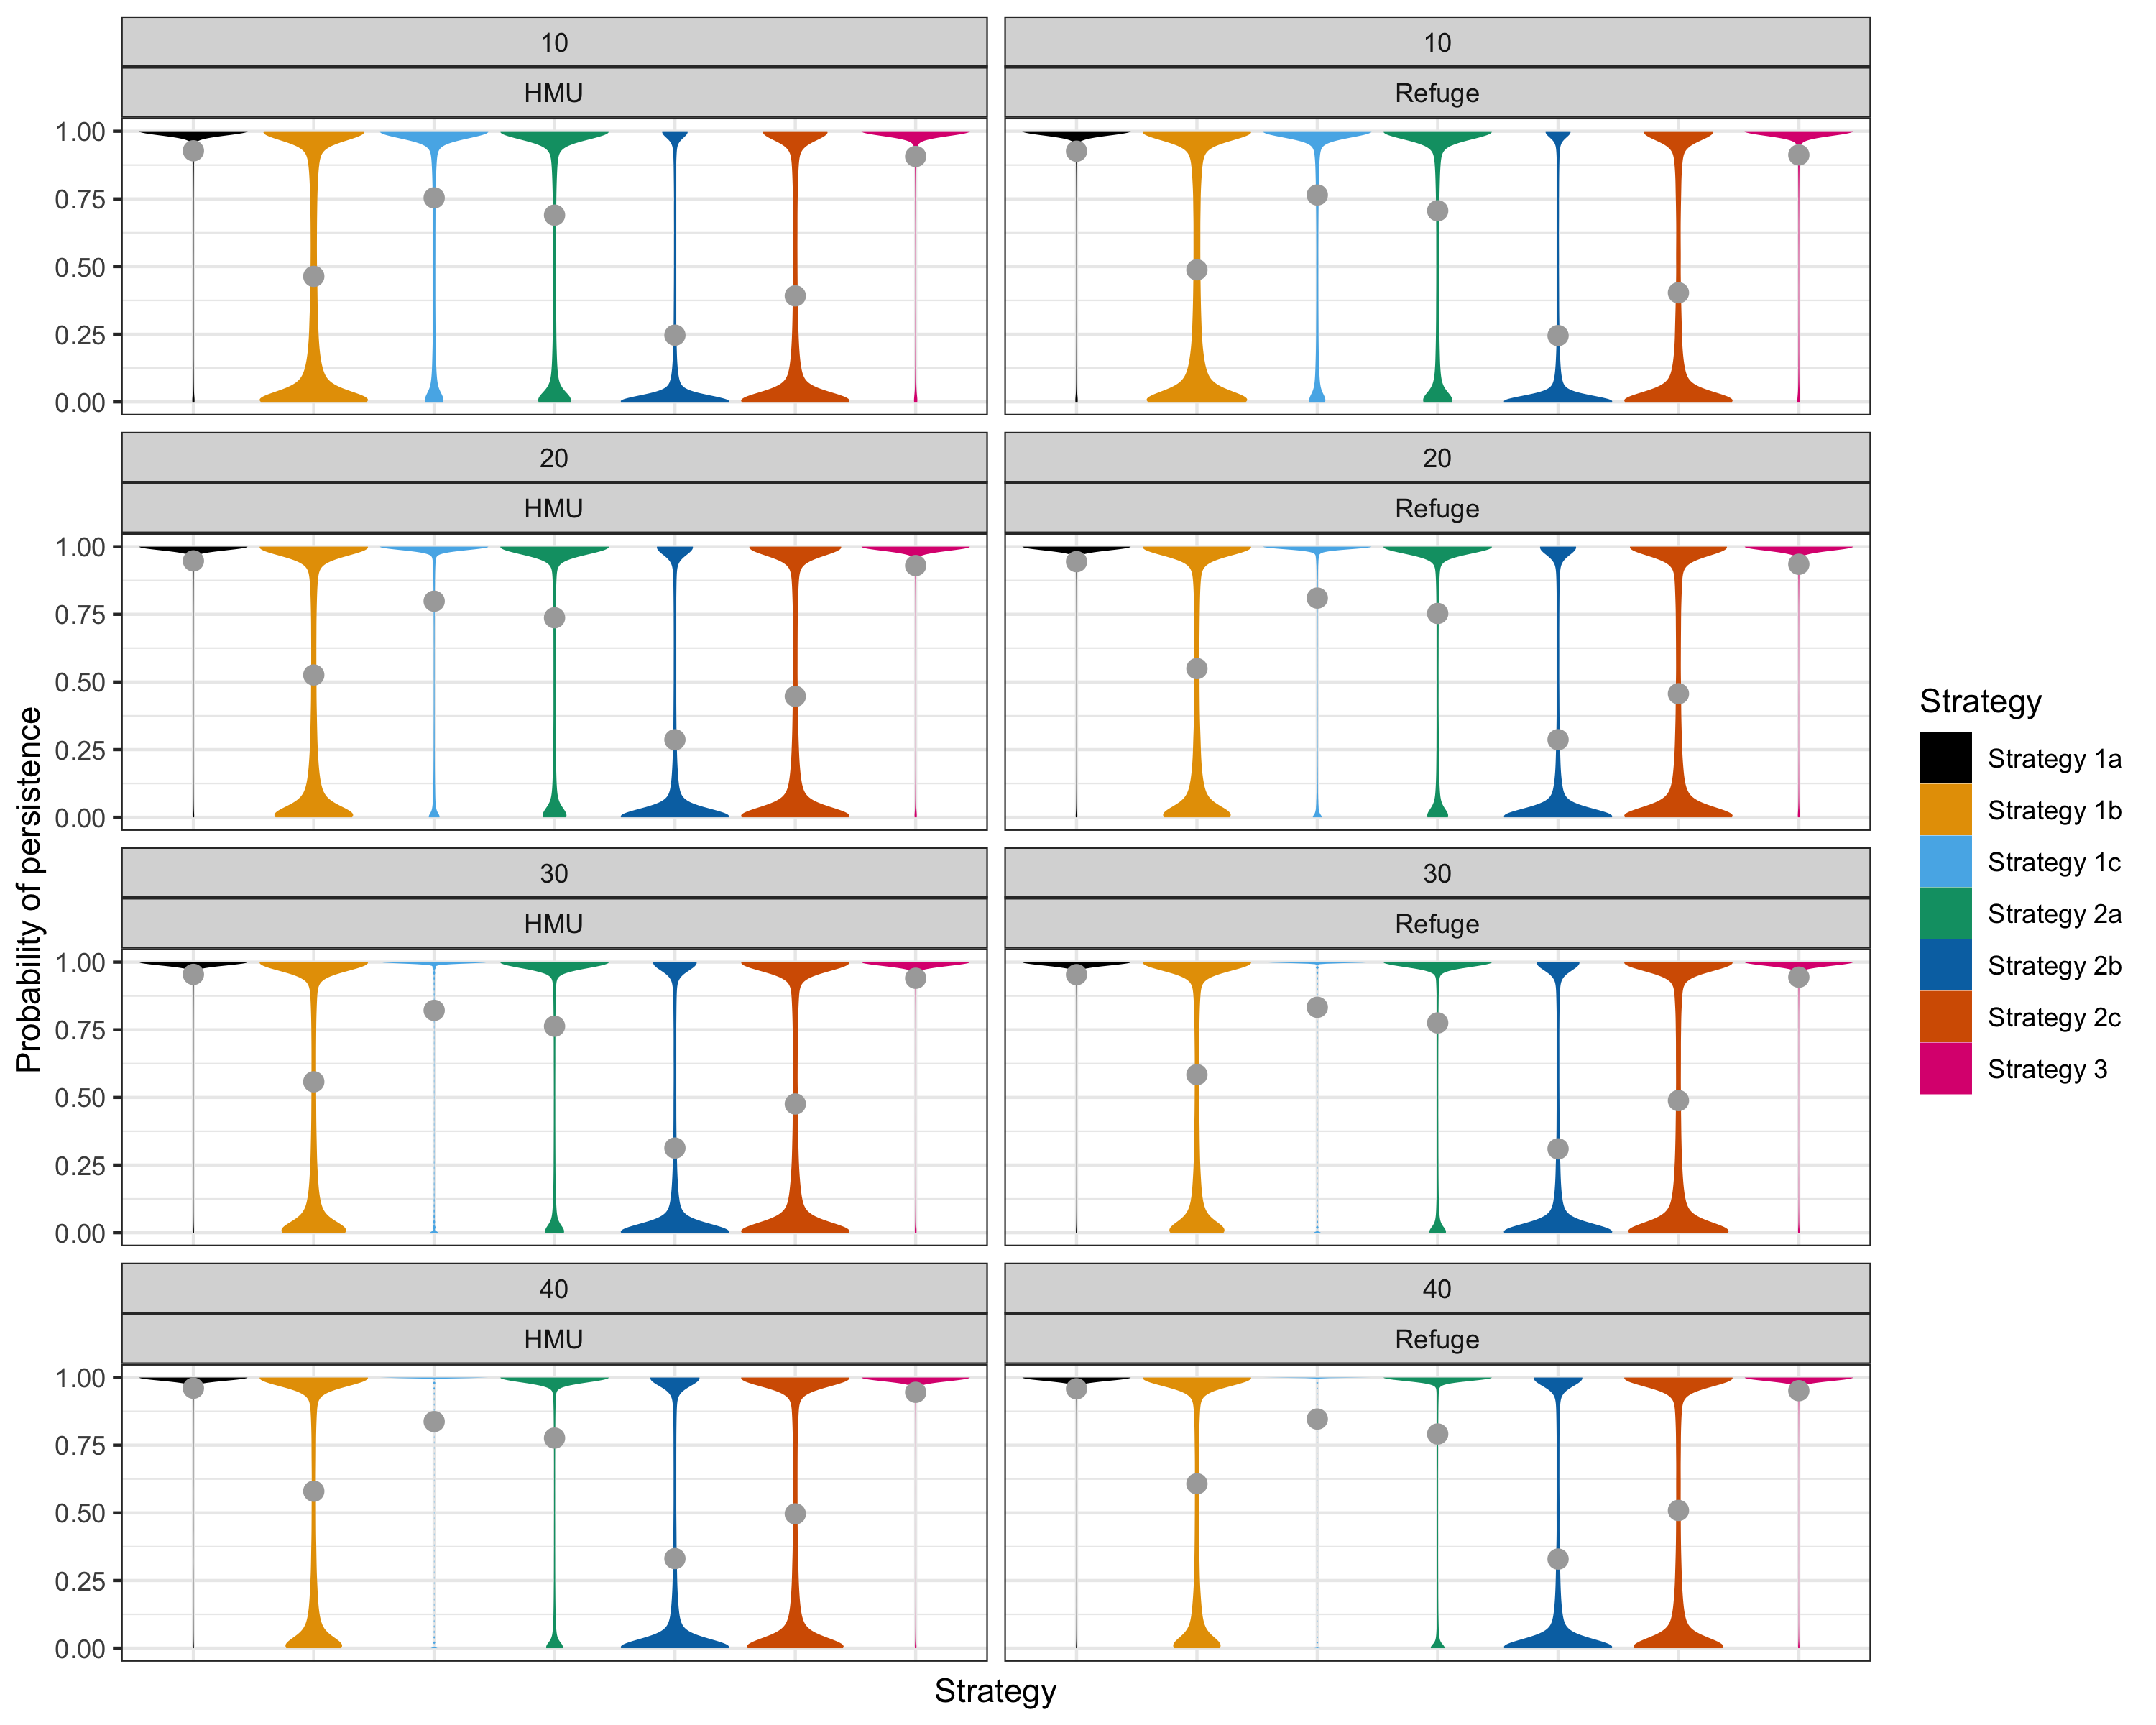 10
10
HMU
Refuge
1.00
0.75
0.50
0.25
0.00
20
20
HMU
Refuge
1.00
0.75
0.50
0.25
0.00
30
30
HMU
Refuge
1.00
0.75
0.50
0.25
0.00
40
40
HMU
Refuge
1.00
0.75
0.50
0.25
0.00
Probability of persistence
Strategy
Strategy
Strategy 1a
Strategy 1b
Strategy 1c
Strategy 2a
Strategy 2b
Strategy 2c
Strategy 3